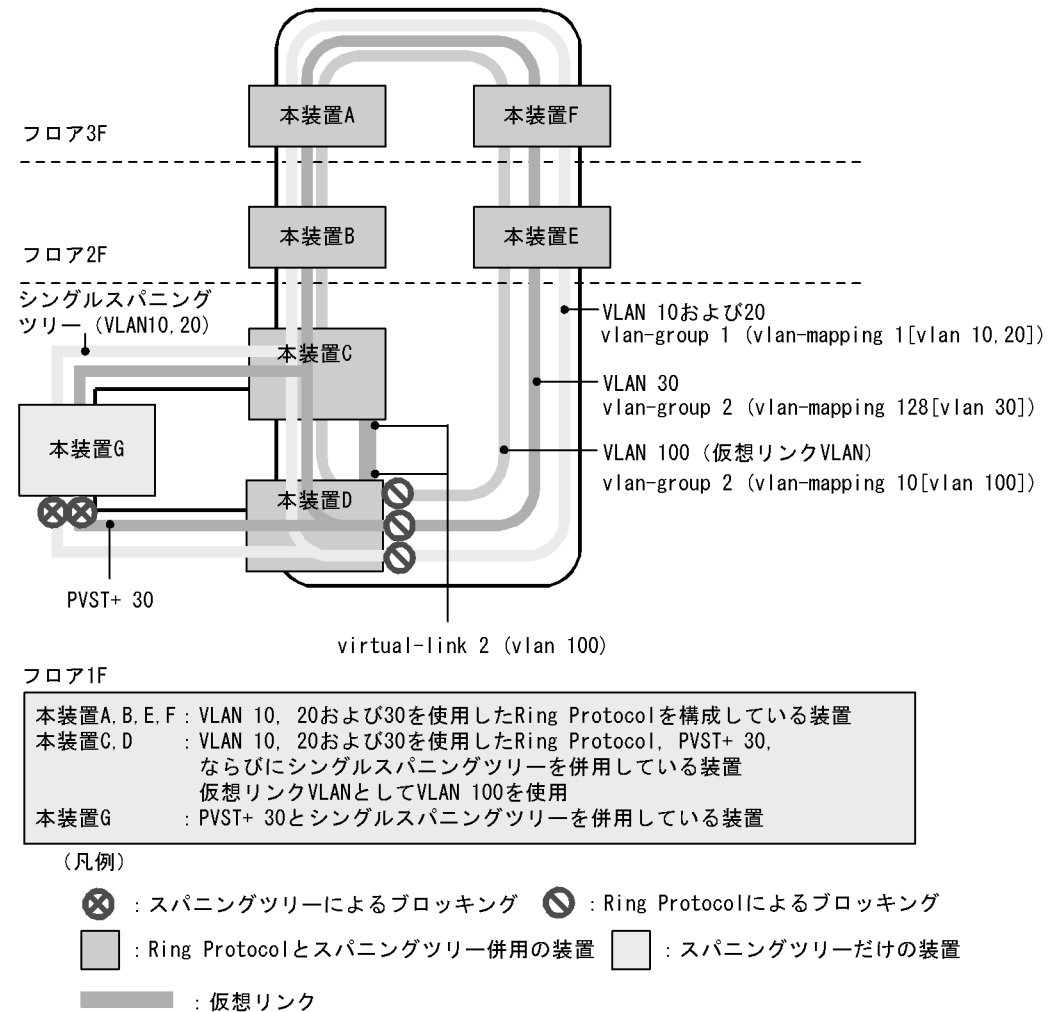 本装置A
本装置F
フロア3F
本装置B
本装置E
フロア2F
シングルスパニング
ツリー（VLAN10,20）
本装置C
VLAN 10および20
vlan-group 1 (vlan-mapping 1[vlan 10,20])
VLAN 30
vlan-group 2 (vlan-mapping 128[vlan 30])
本装置G
VLAN 100（仮想リンクVLAN）
vlan-group 2 (vlan-mapping 10[vlan 100])
本装置D
PVST+ 30
virtual-link 2 (vlan 100)
フロア1F
本装置A,B,E,F：VLAN 10, 20および30を使用したRing Protocolを構成している装置
本装置C,D ：VLAN 10, 20および30を使用したRing Protocol, PVST+ 30,
ならびにシングルスパニングツリーを併用している装置
仮想リンクVLANとしてVLAN 100を使用
本装置G ：PVST+ 30とシングルスパニングツリーを併用している装置
（凡例）
：スパニングツリーによるブロッキング ：Ring Protocolによるブロッキング
：Ring Protocolとスパニングツリー併用の装置 ：スパニングツリーだけの装置
：仮想リンク